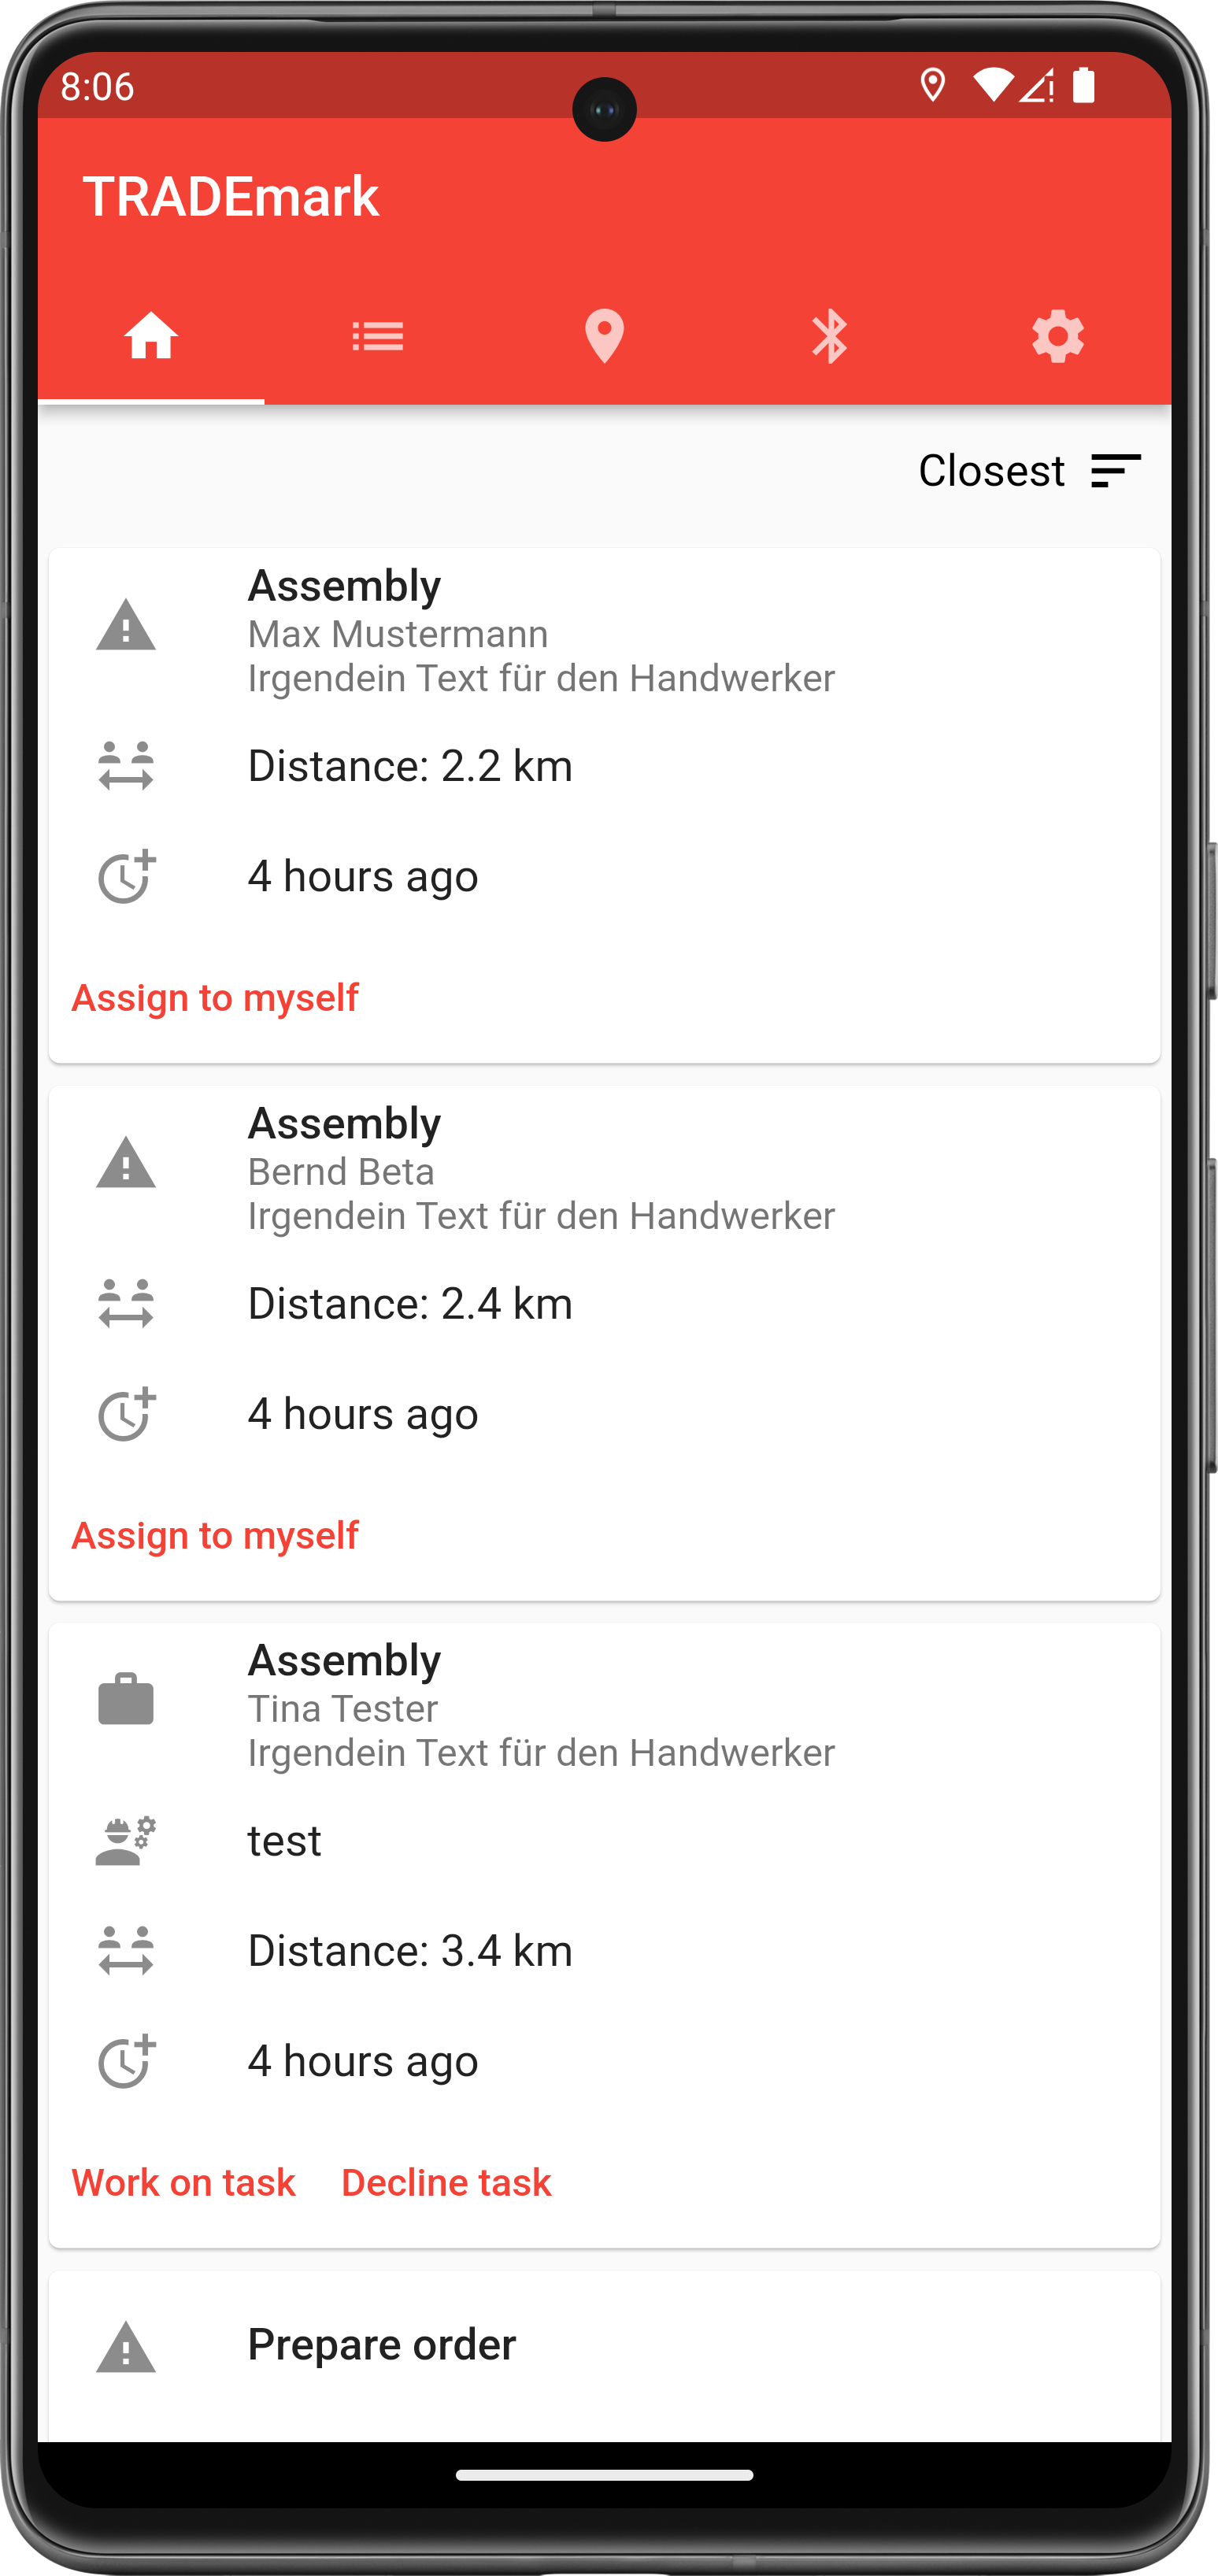 8:06
TRADEmark
Closest
Assembly
Max Mustermann
Irgendein Text für den Handwerker
Distance: 2.2 km
4 hours ago
Assign to myself
Assembly
Bernd Beta
Irgendein Text für den Handwerker
Distance: 2.4 km
4 hours ago
Assign to myself
Assembly
Tina Tester
Irgendein Text für den Handwerker
test
Distance: 3.4 km
4 hours ago
Work on task Decline task
Prepare order